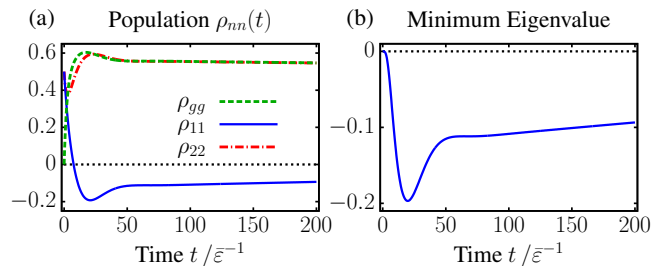 (a) Population ρnn(t)
0.6
0.4
0.2
0
−0.2
ρgg
ρ11
ρ22
0 50 100 150 200
Time t /ε̄⁻¹
(b) Minimum Eigenvalue
0
−0.1
−0.2
0 50 100 150 200
Time t /ε̄⁻¹